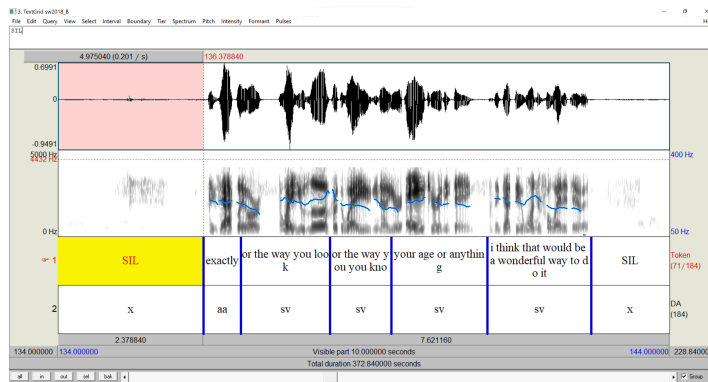 3. TextGrid sw2018_B
File Edit Query View Select Interval Boundary Tier Spectrum Pitch Intensity Formant Pulses
SIL
4.975040 (0.201 / s) 136.378840
0.6991
0
-0.9491
5000 Hz
4432 Hz 400 Hz
0 Hz 50 Hz
1 SIL exactly or the way you loo
k or the way y
ou you kno your age or anythin
g i think that would be
a wonderful way to d
o it SIL Token
(71/184)
2 x aa sv sv sv sv x DA
(184)
2.378840 7.621160
134.000000 134.000000 Visible part 10.000000 seconds 144.000000 228.84000
Total duration 372.840000 seconds
all in out sel bak Group